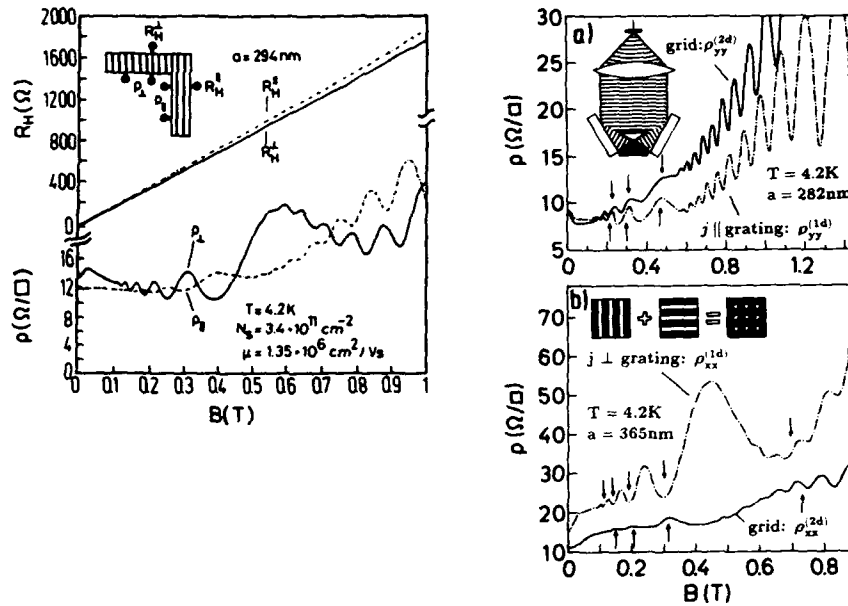 2000
1600
1200
800
400
0
R_H(Ω)
R_H^⊥
a = 294nm
ρ_⊥
ρ_∥
R_H^∥
R_H^∥
R_H^⊥
16
12
8
4
0
ρ(Ω/□)
ρ_⊥
ρ_∥
T = 4.2K
N_s = 3.4·10^11 cm^-2
μ = 1.35·10^6 cm^2/Vs
0 0.1 0.2 0.3 0.4 0.5 0.6 0.7 0.8 0.9 1
B(T)
a)
30
25
20
15
10
5
ρ(Ω/□)
grid: ρ_yy^(2d)
T = 4.2K
a = 282nm
j ∥ grating: ρ_yy^(1d)
0 0.4 0.8 1.2
b)
70
60
50
40
30
20
10
ρ(Ω/□)
j ⊥ grating: ρ_xx^(1d)
T = 4.2K
a = 365nm
grid: ρ_xx^(2d)
0 0.2 0.4 0.6 0.8
B(T)